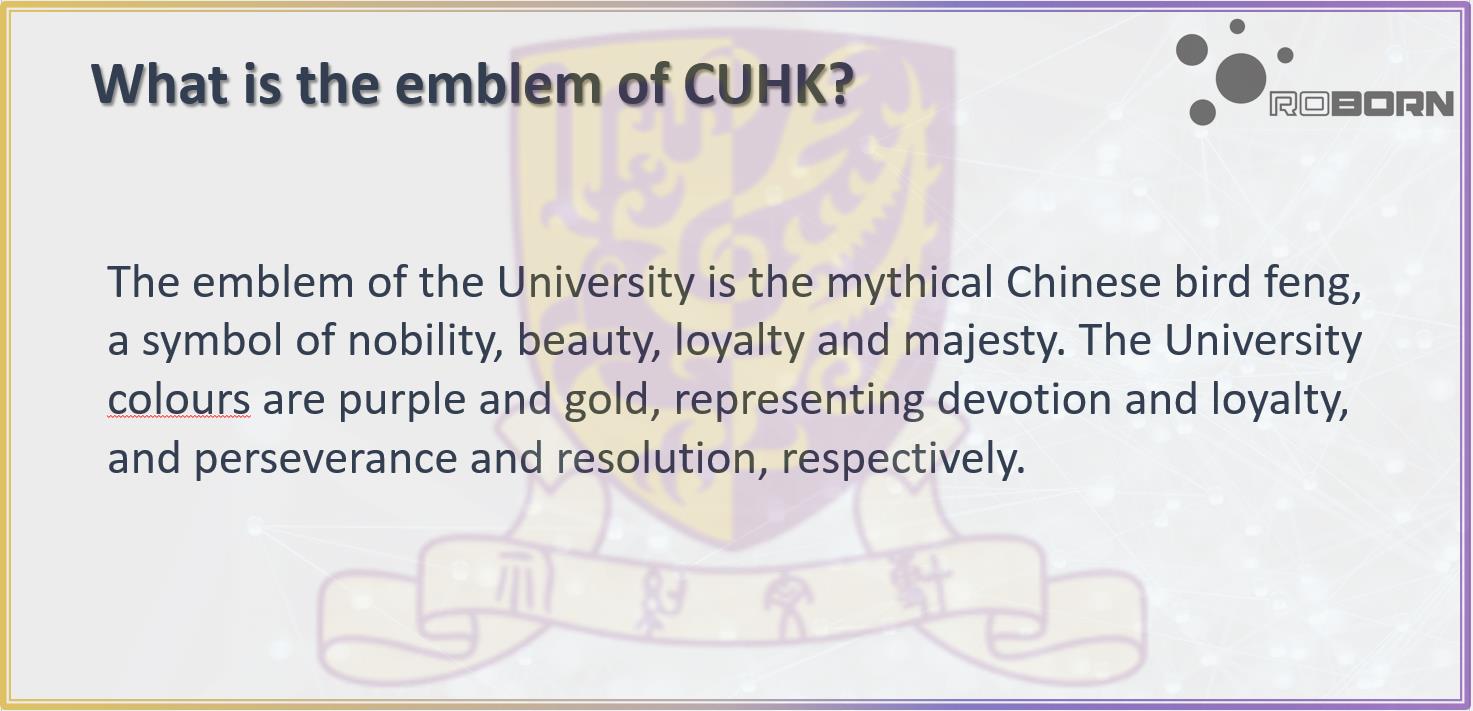 What is the emblem of CUHK?
ROBORN
The emblem of the University is the mythical Chinese bird feng,
a symbol of nobility, beauty, loyalty and majesty. The University
colours are purple and gold, representing devotion and loyalty,
and perseverance and resolution, respectively.